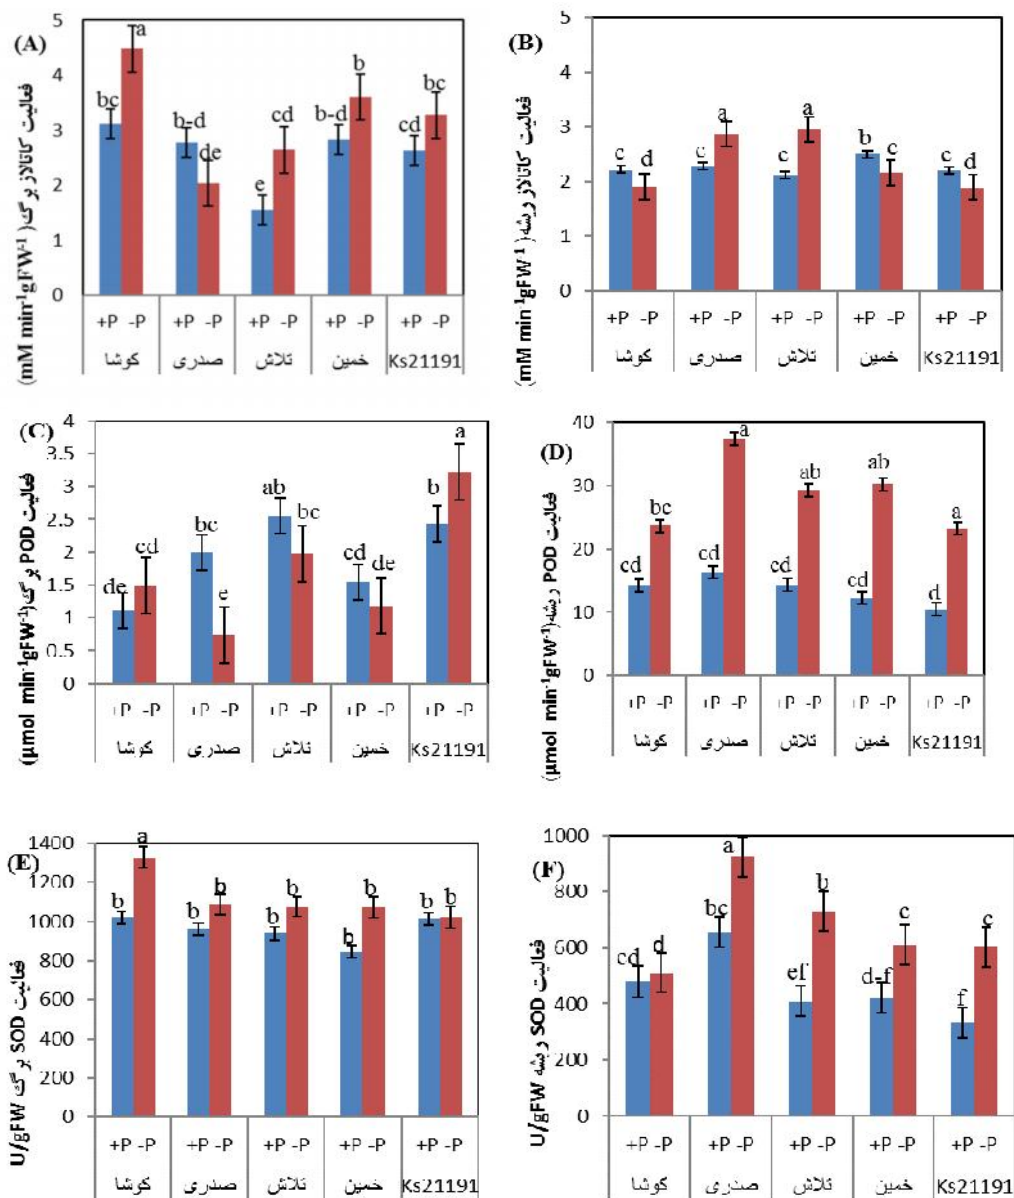 (A)
فعالیت کاتالاز برگ (mM min-1gFW-1)
5
4
3
2
1
0
bc a b-d de e cd b-d b cd bc
+P -P +P -P +P -P +P -P +P -P
کوشا صدری تلاش خمین Ks21191
(B)
فعالیت کاتالاز ریشه (mM min-1gFW-1)
5
4
3
2
1
0
c d c a c a b c c d
+P -P +P -P +P -P +P -P +P -P
کوشا صدری تلاش خمین Ks21191
(C)
فعالیت POD برگ (µmol min-1gFW-1)
4
3.5
3
2.5
2
1.5
1
0.5
0
de cd bc e ab bc cd de b a
+P -P +P -P +P -P +P -P +P -P
کوشا صدری تلاش خمین Ks21191
(D)
فعالیت POD ریشه (µmol min-1gFW-1)
40
30
20
10
0
cd bc cd a cd ab cd ab d a
+P -P +P -P +P -P +P -P +P -P
کوشا صدری تلاش خمین Ks21191
(E)
فعالیت SOD برگ U/gFW
1400
1200
1000
800
600
400
200
0
b a b b b b b b b b
+P -P +P -P +P -P +P -P +P -P
کوشا صدری تلاش خمین Ks21191
(F)
فعالیت SOD ریشه U/gFW
1000
800
600
400
200
0
cd d bc a ef b d-f c f c
+P -P +P -P +P -P +P -P +P -P
کوشا صدری تلاش خمین Ks21191